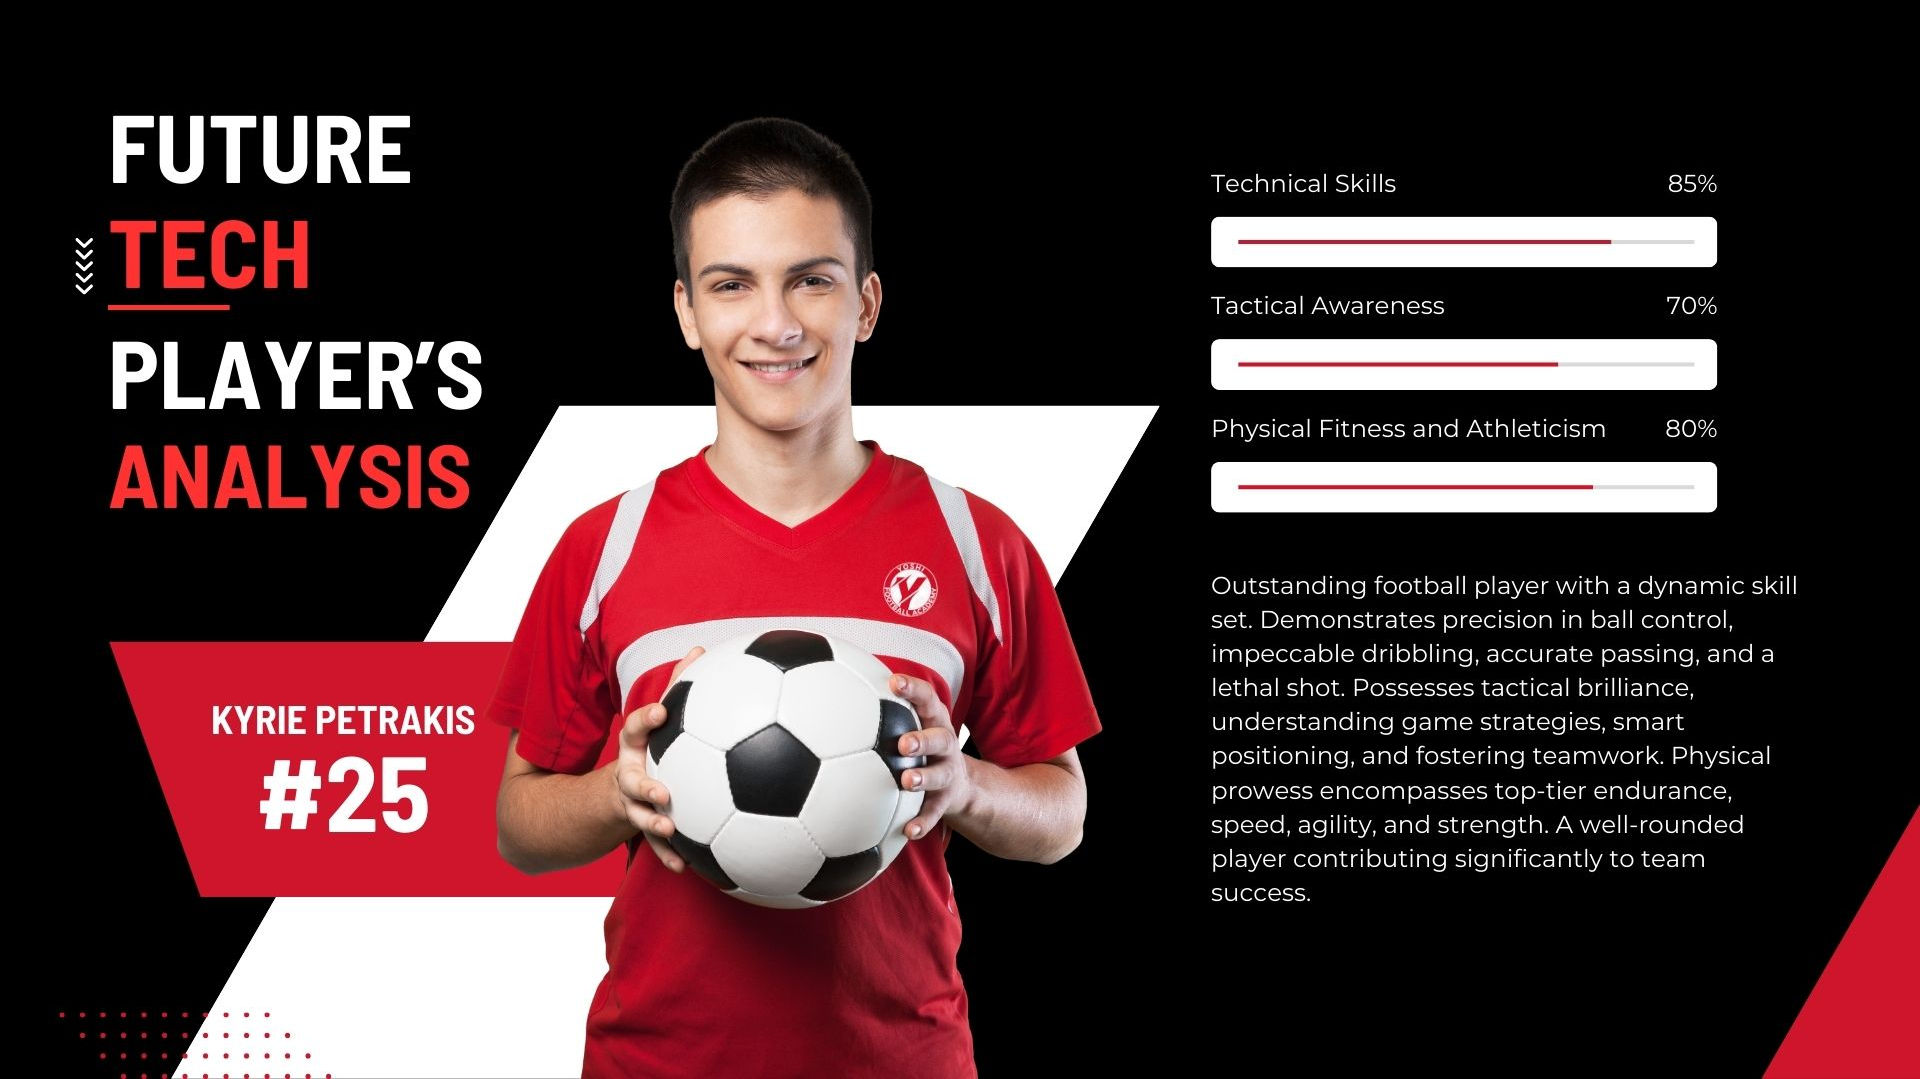 FUTURE
TECH
PLAYER’S
ANALYSIS
KYRIE PETRAKIS
#25
YOSHI
FOOTBALL ACADEMY
Technical Skills 85%
Tactical Awareness 70%
Physical Fitness and Athleticism 80%
Outstanding football player with a dynamic skill
set. Demonstrates precision in ball control,
impeccable dribbling, accurate passing, and a
lethal shot. Possesses tactical brilliance,
understanding game strategies, smart
positioning, and fostering teamwork. Physical
prowess encompasses top-tier endurance,
speed, agility, and strength. A well-rounded
player contributing significantly to team
success.